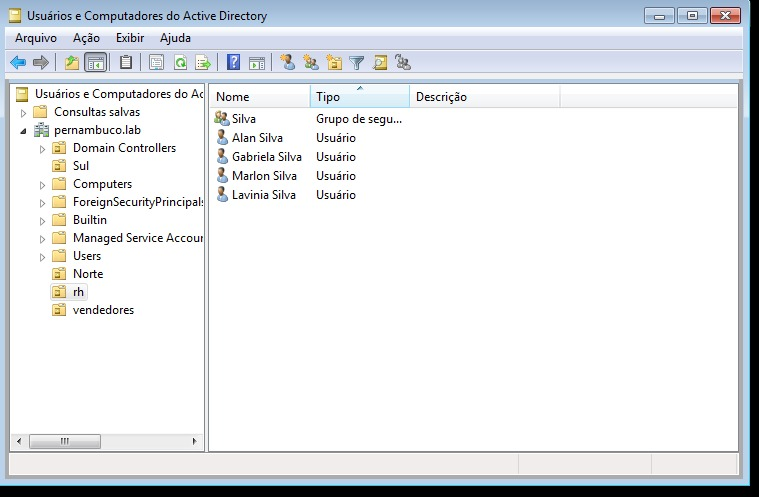 Usuários e Computadores do Active Directory
Arquivo Ação Exibir Ajuda
Usuários e Computadores do Ac
Consultas salvas
pernambuco.lab
Domain Controllers
Sul
Computers
ForeignSecurityPrincipals
Builtin
Managed Service Accour
Users
Norte
rh
vendedores
Nome Tipo Descrição
Silva Grupo de segu...
Alan Silva Usuário
Gabriela Silva Usuário
Marlon Silva Usuário
Lavinia Silva Usuário